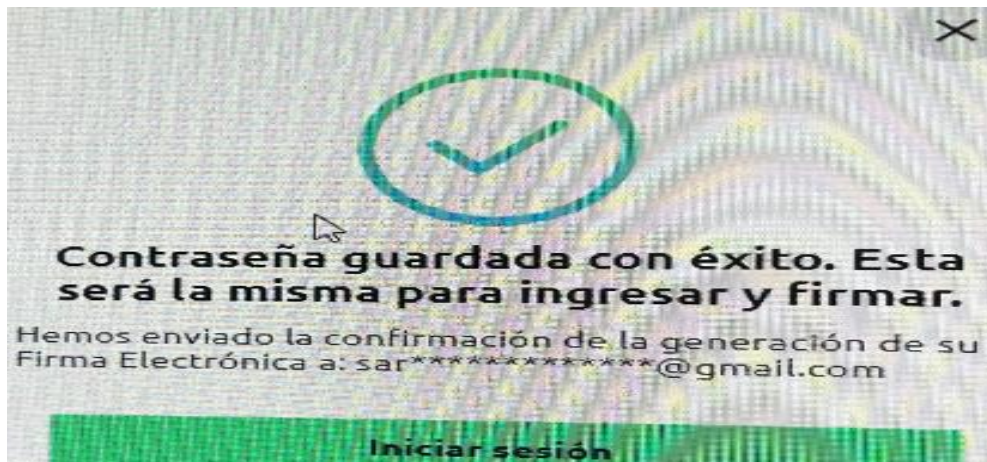 Contraseña guardada con éxito. Esta
será la misma para ingresar y firmar.
Hemos enviado la confirmación de la generación de su
Firma Electrónica a: sar*************@gmail.com
Iniciar sesión